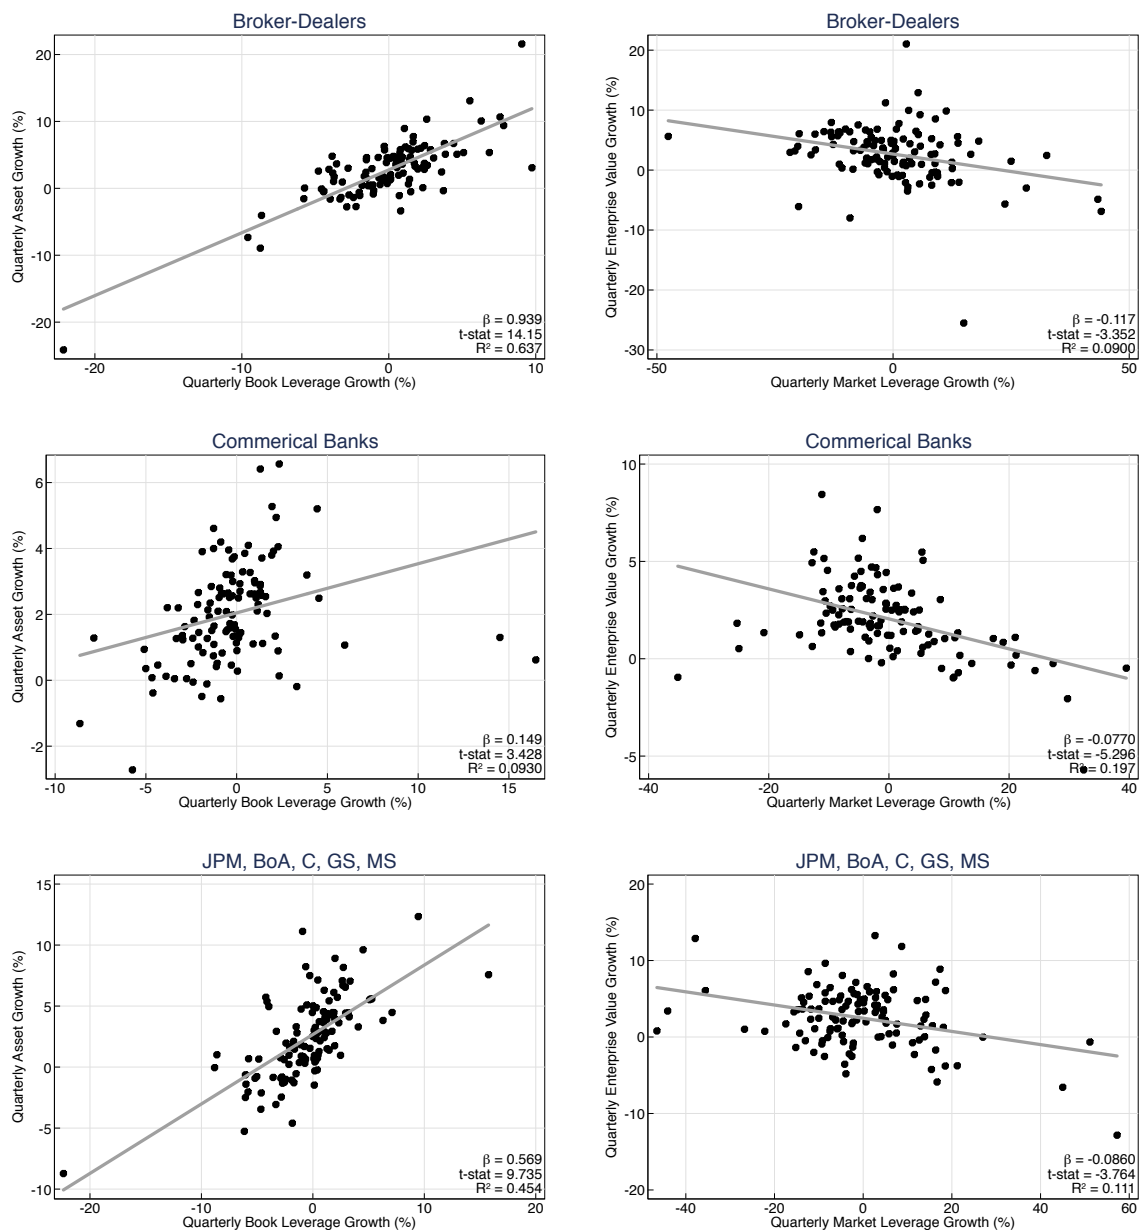 Broker-Dealers
Quarterly Asset Growth (%)
20
10
0
-10
-20
β = 0.939
t-stat = 14.15
R² = 0.637
-20 -10 0 10
Quarterly Book Leverage Growth (%)
Broker-Dealers
Quarterly Enterprise Value Growth (%)
20
10
0
-10
-20
-30
β = -0.117
t-stat = -3.352
R² = 0.0900
-50 0 50
Quarterly Market Leverage Growth (%)
Commerical Banks
Quarterly Asset Growth (%)
6
4
2
0
-2
β = 0.149
t-stat = 3.428
R² = 0.0930
-10 -5 0 5 10 15
Quarterly Book Leverage Growth (%)
Commerical Banks
Quarterly Enterprise Value Growth (%)
10
5
0
-5
β = -0.0770
t-stat = -5.296
R² = 0.197
-40 -20 0 20 40
Quarterly Market Leverage Growth (%)
JPM, BoA, C, GS, MS
Quarterly Asset Growth (%)
15
10
5
0
-5
-10
β = 0.569
t-stat = 9.735
R² = 0.454
-20 -10 0 10 20
Quarterly Book Leverage Growth (%)
JPM, BoA, C, GS, MS
Quarterly Enterprise Value Growth (%)
20
10
0
-10
-20
β = -0.0860
t-stat = -3.764
R² = 0.111
-40 -20 0 20 40 60
Quarterly Market Leverage Growth (%)